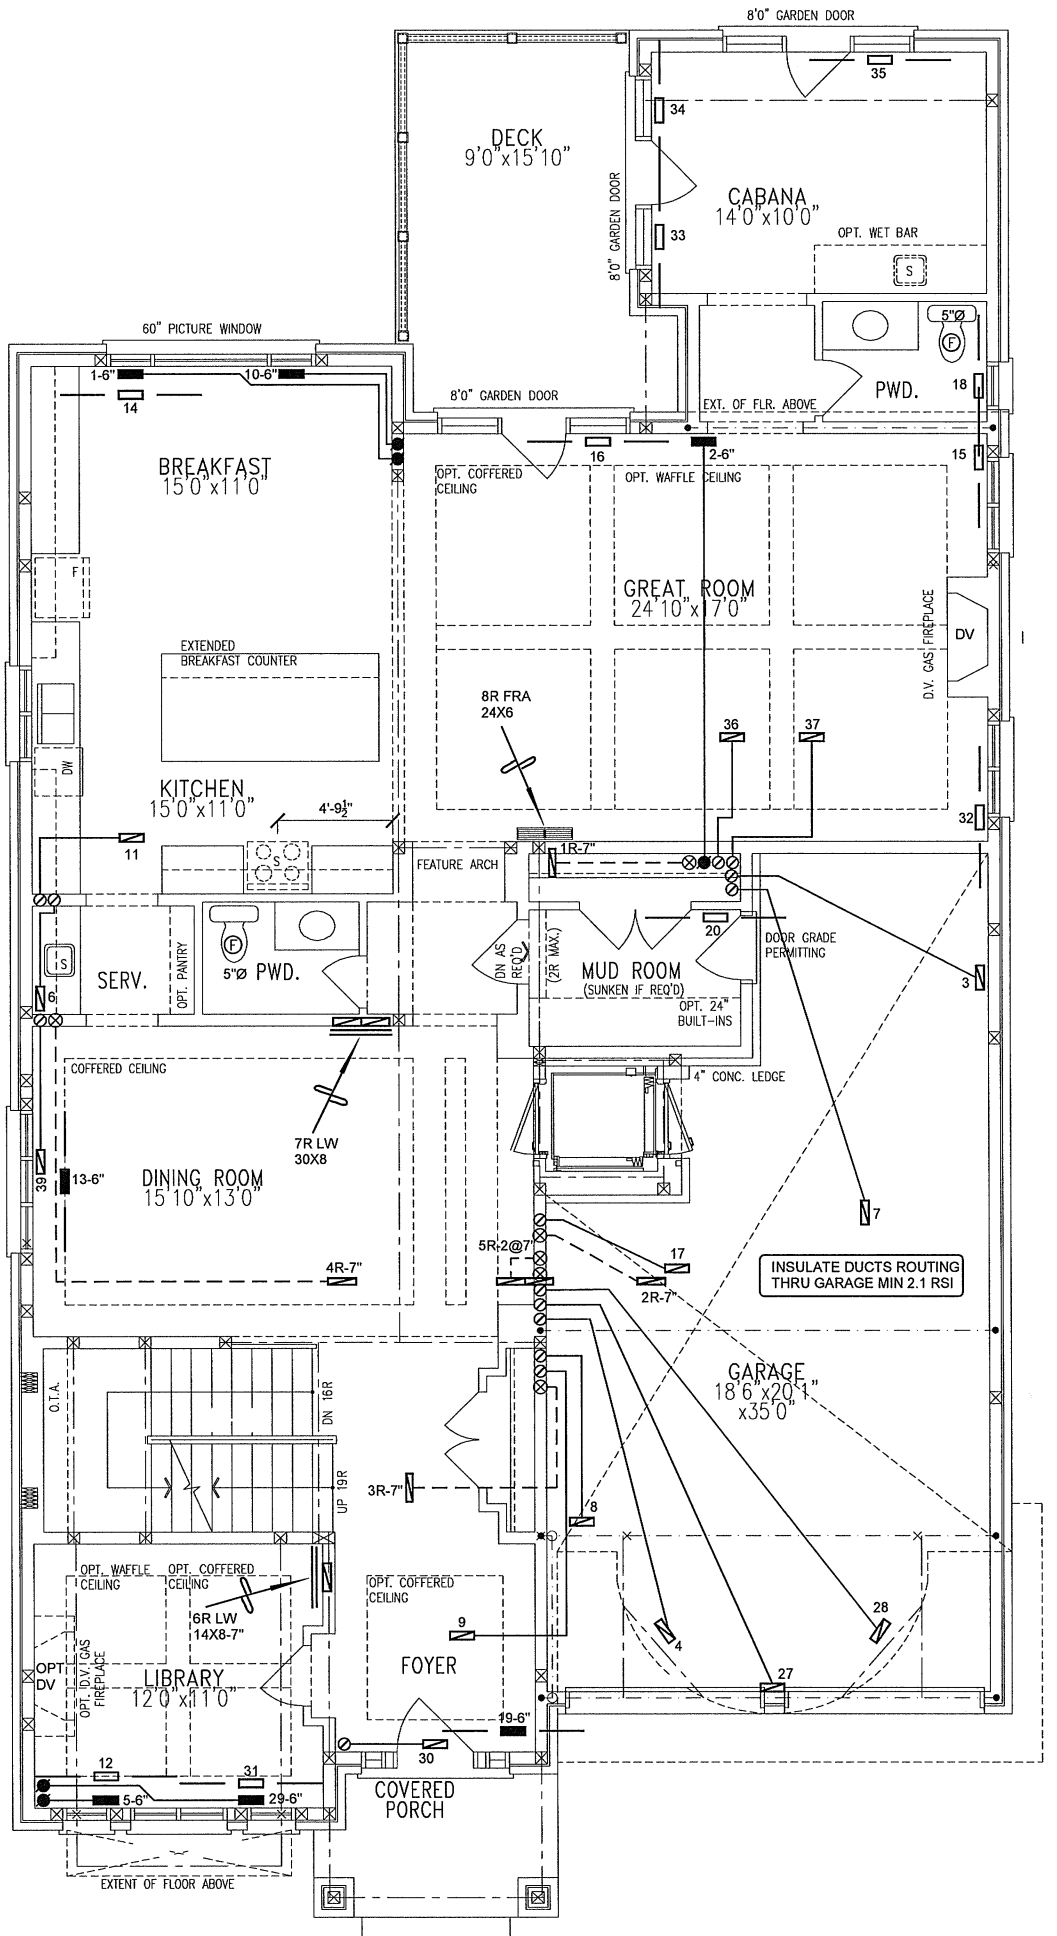 8'0" GARDEN DOOR
35
34
DECK
9'0"x15'10"
8'0" GARDEN DOOR
CABANA
14'0"x10'0"
33
OPT. WET BAR
S
60" PICTURE WINDOW
5"Ø
F
1-6"
10-6"
14
8'0" GARDEN DOOR
PWD.
18
EXT. OF FLR. ABOVE
16
2-6"
15
BREAKFAST
15'0"x11'0"
OPT. COFFERED
CEILING
OPT. WAFFLE CEILING
F
GREAT ROOM
24'10"x17'0"
D.V. GAS FIREPLACE
DV
EXTENDED
BREAKFAST COUNTER
8R FRA
24X6
36
37
DW
KITCHEN
15'0"x11'0"
4'-9½"
32
11
S
FEATURE ARCH
1R-7"
20
DOOR GRADE
PERMITTING
S
SERV.
OPT. PANTRY
F
5"Ø
PWD.
DN AS
REQ'D
(2R MAX.)
MUD ROOM
(SUNKEN IF REQ'D)
OPT. 24"
BUILT-INS
3
6
COFFERED CEILING
4" CONC. LEDGE
7R LW
30X8
DINING ROOM
15'10"x13'0"
39
13-6"
7
5R-2@7"
17
4R-7"
2R-7"
INSULATE DUCTS ROUTING
THRU GARAGE MIN 2.1 RSI
GARAGE
18'6"x20'1"
x35'0"
O.T.A.
DN 16R
UP 19R
3R-7"
8
OPT. WAFFLE
CEILING
OPT. COFFERED
CEILING
OPT. COFFERED
CEILING
6R LW
14X8-7"
9
4
28
OPT
DV
OPT. D.V. GAS
FIREPLACE
LIBRARY
12'0"x11'0"
FOYER
27
19-6"
30
12
31
5-6"
29-6"
COVERED
PORCH
EXTENT OF FLOOR ABOVE